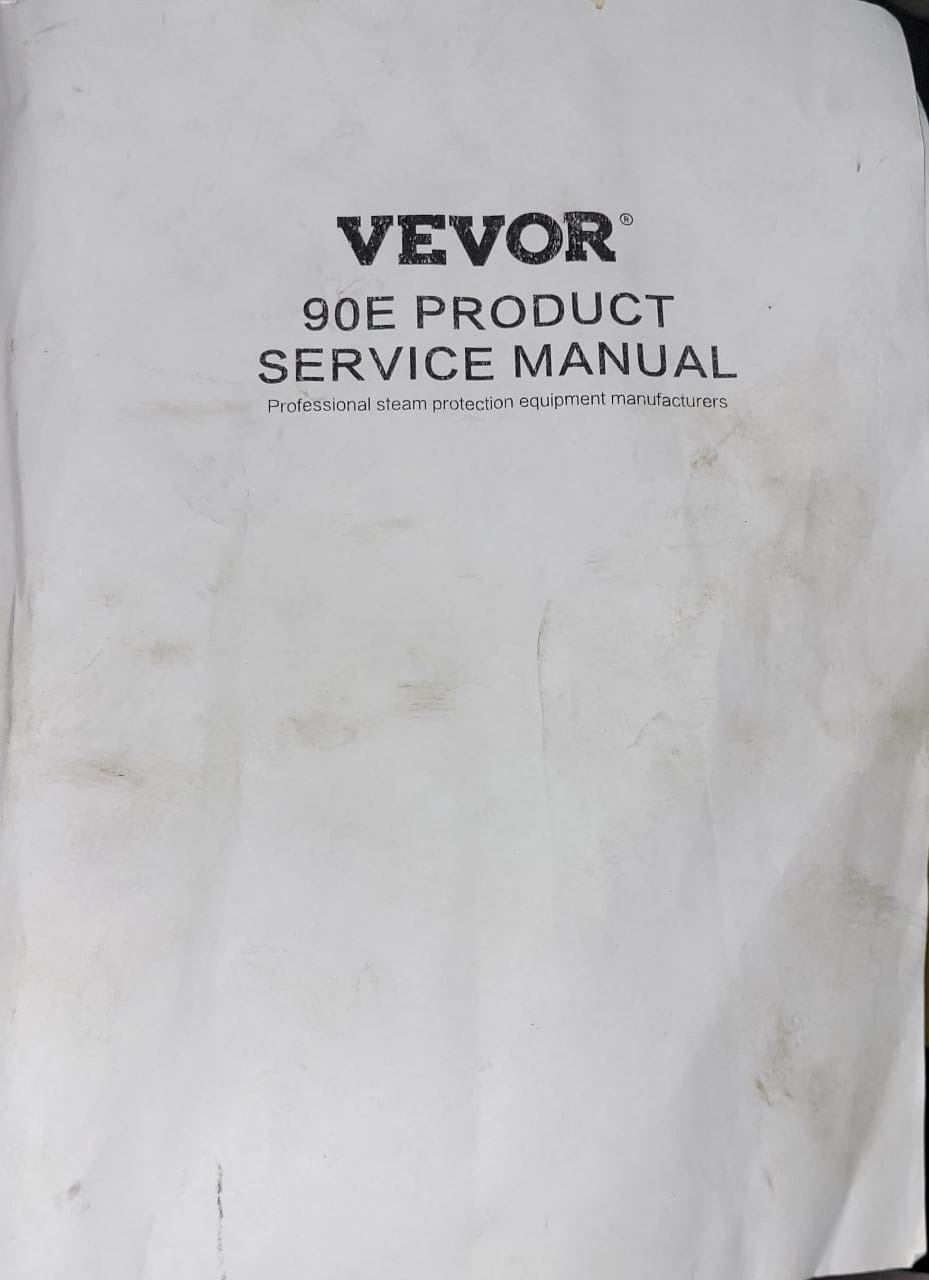 VEVOR®
90E PRODUCT
SERVICE MANUAL
Professional steam protection equipment manufacturers